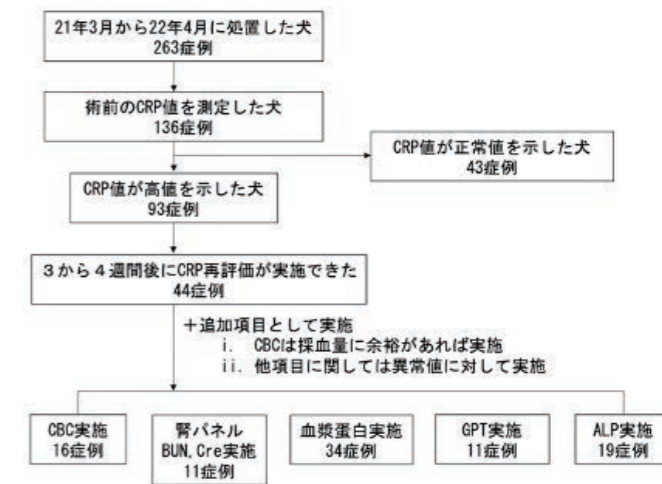 21年3月から22年4月に処置した犬
263症例
術前のCRP値を測定した犬
136症例
CRP値が正常値を示した犬
43症例
CRP値が高値を示した犬
93症例
3から4週間後にCRP再評価が実施できた
44症例
＋追加項目として実施
i. CBCは採血量に余裕があれば実施
ii. 他項目に関しては異常値に対して実施
CBC実施
16症例
腎パネル
BUN,Cre実施
11症例
血漿蛋白実施
34症例
GPT実施
11症例
ALP実施
19症例